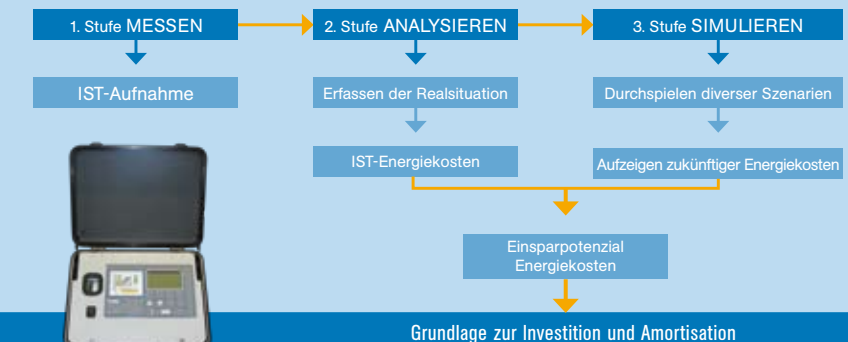 1. Stufe MESSEN
2. Stufe ANALYSIEREN
3. Stufe SIMULIEREN
IST-Aufnahme
Erfassen der Realsituation
Durchspielen diverser Szenarien
IST-Energiekosten
Aufzeigen zukünftiger Energiekosten
Einsparpotenzial
Energiekosten
Grundlage zur Investition und Amortisation